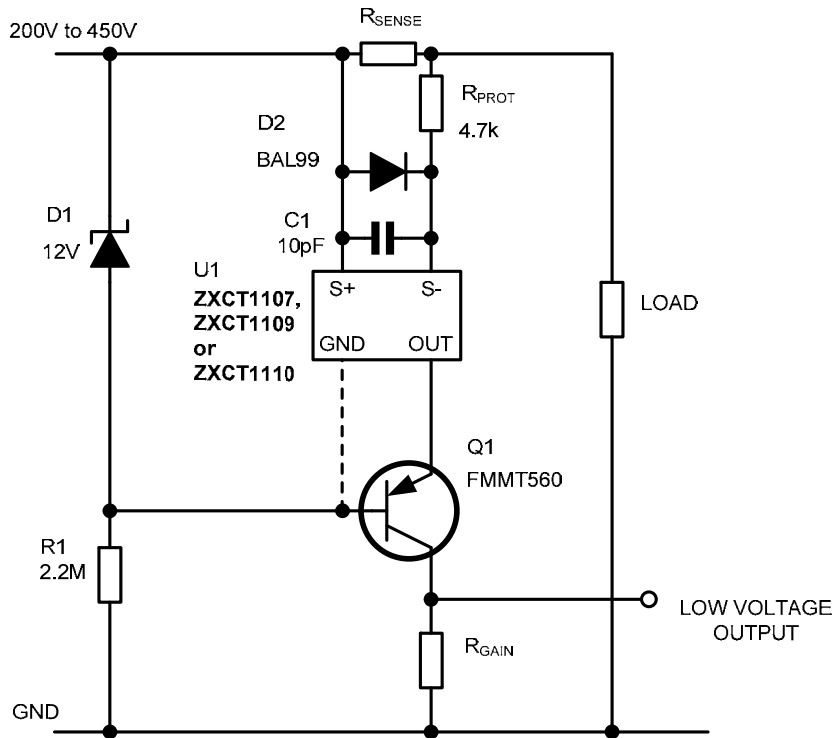 200V to 450V
RSENSE
RPROT
4.7k
D2
BAL99
D1
12V
C1
10pF
U1
ZXCT1107,
ZXCT1109
or
ZXCT1110
S+
S-
GND
OUT
LOAD
Q1
FMMT560
R1
2.2M
LOW VOLTAGE
OUTPUT
RGAIN
GND